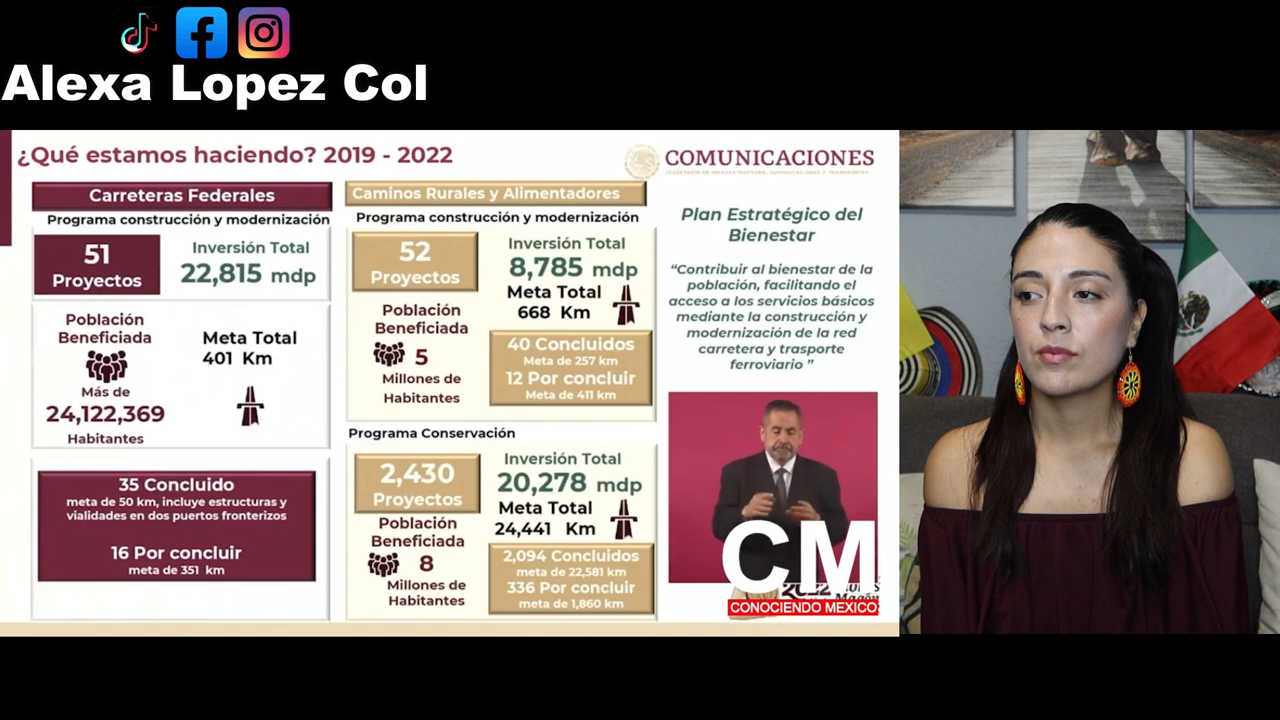 Alexa Lopez Col
¿Qué estamos haciendo? 2019 - 2022
COMUNICACIONES
SECRETARÍA DE INFRAESTRUCTURA, COMUNICACIONES Y TRANSPORTES
Carreteras Federales
Programa construcción y modernización
51
Proyectos
Inversión Total
22,815 mdp
Población
Beneficiada
Más de
24,122,369
Habitantes
Meta Total
401 Km
35 Concluido
meta de 50 km, incluye estructuras y
vialidades en dos puertos fronterizos
16 Por concluir
meta de 351 km
Caminos Rurales y Alimentadores
Programa construcción y modernización
52
Proyectos
Inversión Total
8,785 mdp
Meta Total
668 Km
Población
Beneficiada
5
Millones de
Habitantes
40 Concluidos
Meta de 257 km
12 Por concluir
Meta de 411 km
Programa Conservación
2,430
Proyectos
Inversión Total
20,278 mdp
Meta Total
24,441 Km
Población
Beneficiada
8
Millones de
Habitantes
2,094 Concluidos
meta de 22,581 km
336 Por concluir
meta de 1,860 km
Plan Estratégico del
Bienestar
“Contribuir al bienestar de la
población, facilitando el
acceso a los servicios básicos
mediante la construcción y
modernización de la red
carretera y trasporte
ferroviario ”
CM
2022
CONOCIENDO MEXICO